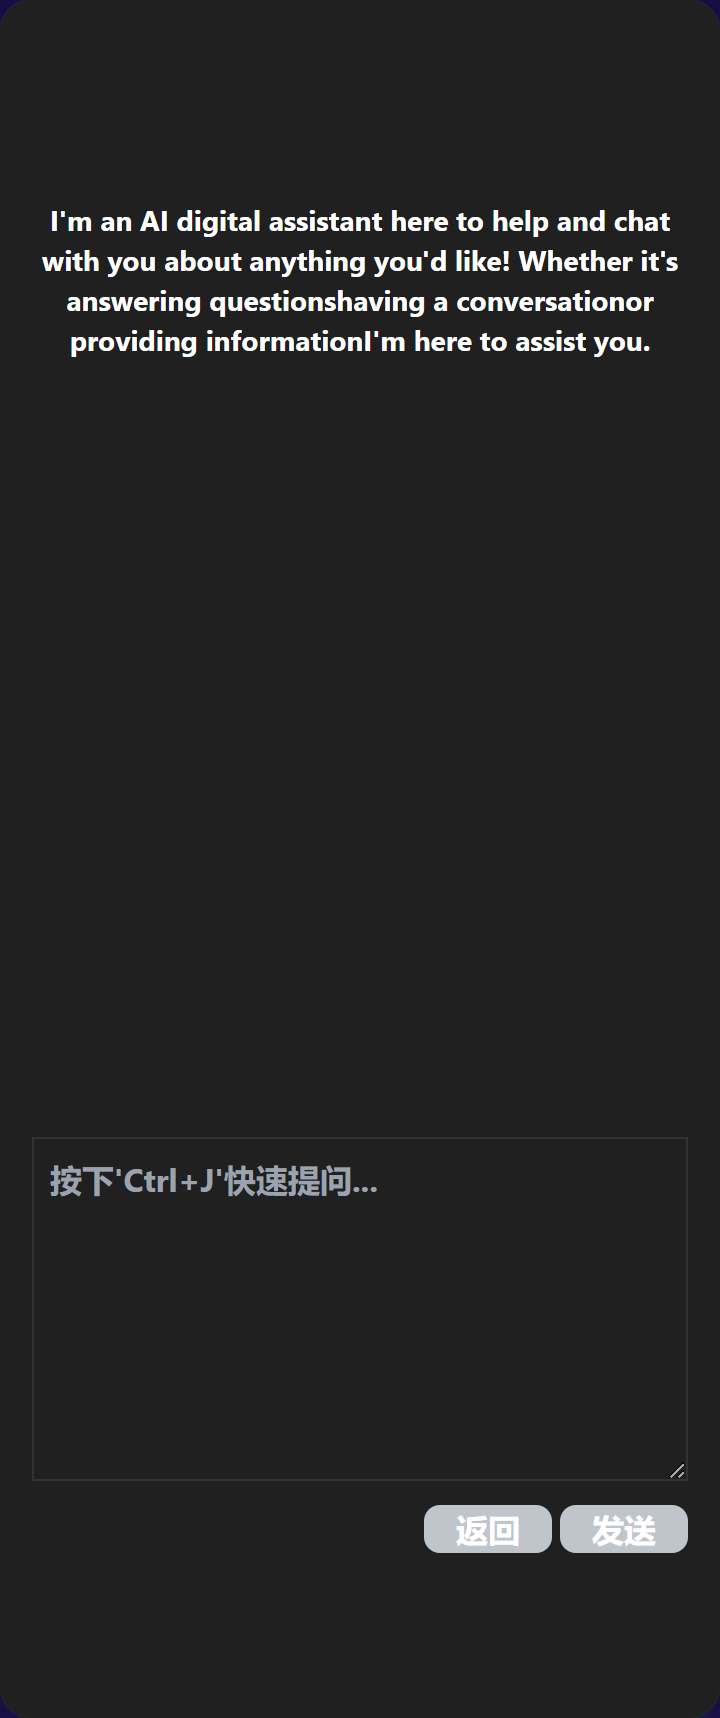 I'm an AI digital assistant here to help and chat
with you about anything you'd like! Whether it's
answering questionshaving a conversationor
providing informationI'm here to assist you.
按下'Ctrl+J'快速提问...
返回 发送